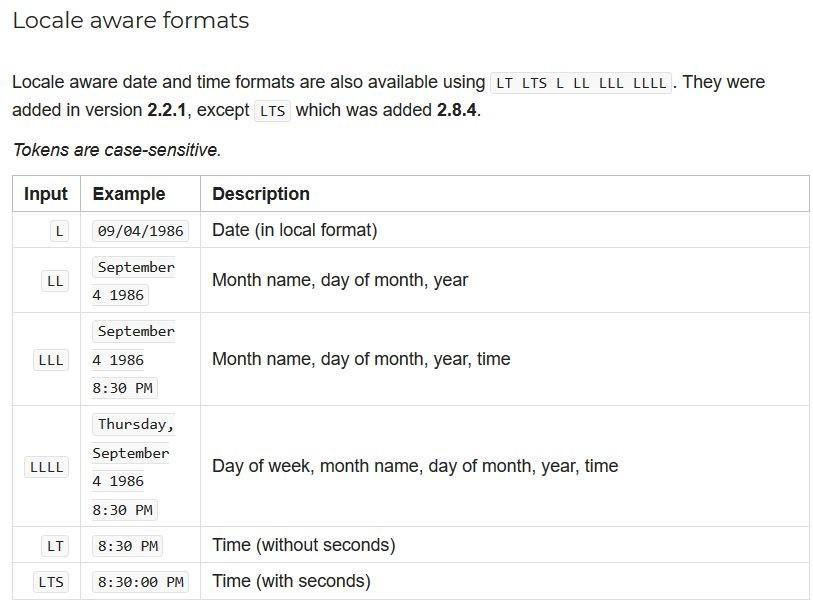 Locale aware formats
Locale aware date and time formats are also available using LT LTS L LL LLL LLLL. They were
added in version 2.2.1, except LTS which was added 2.8.4.
Tokens are case-sensitive.
Input Example Description
L 09/04/1986 Date (in local format)
LL September
4 1986 Month name, day of month, year
LLL September
4 1986
8:30 PM Month name, day of month, year, time
LLLL Thursday,
September
4 1986
8:30 PM Day of week, month name, day of month, year, time
LT 8:30 PM Time (without seconds)
LTS 8:30:00 PM Time (with seconds)